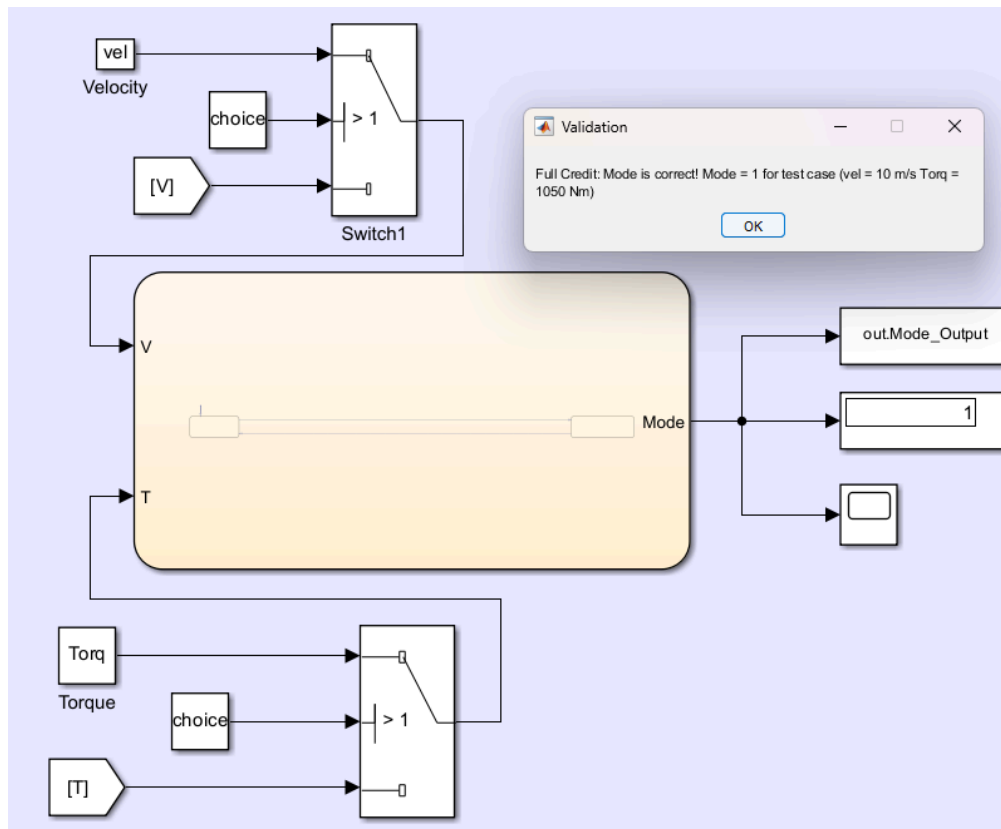 vel
Velocity
choice
> 1
[V]
Switch1
Validation
Full Credit: Mode is correct! Mode = 1 for test case (vel = 10 m/s Torq =
1050 Nm)
OK
V
Mode
T
out.Mode_Output
1
Torq
Torque
choice
> 1
[T]